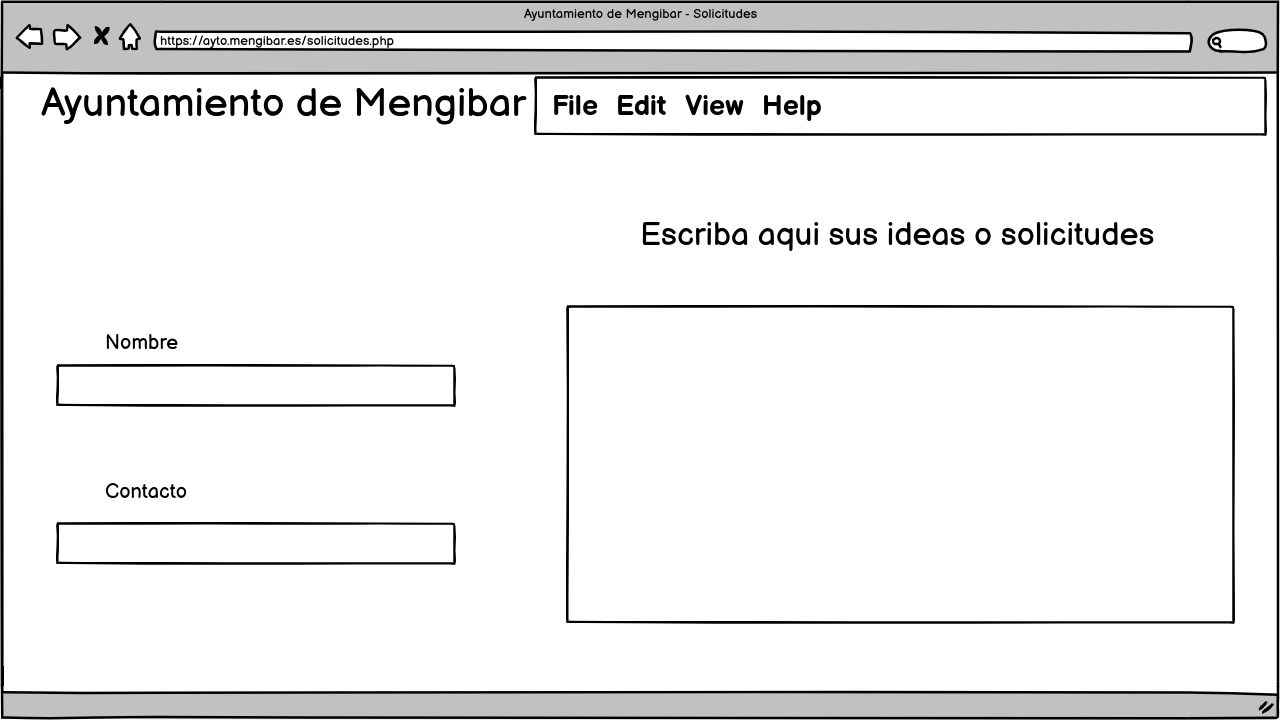 Ayuntamiento de Mengibar - Solicitudes
https://ayto.mengibar.es/solicitudes.php
Ayuntamiento de Mengibar
File Edit View Help
Escriba aqui sus ideas o solicitudes
Nombre
Contacto